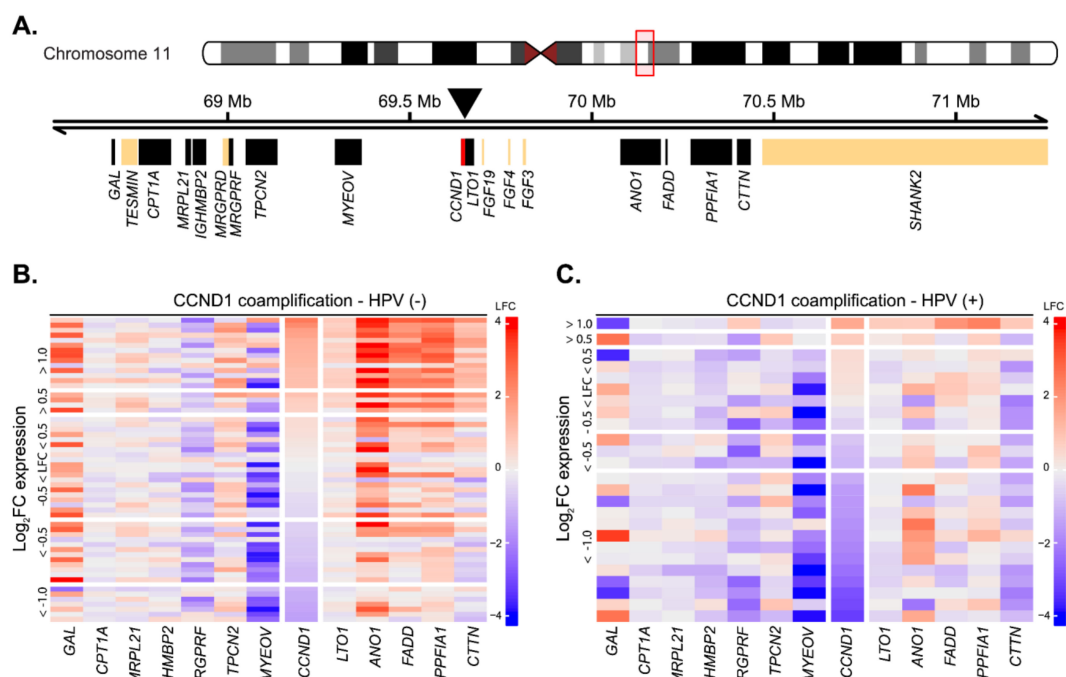 A.
Chromosome 11
69 Mb 69.5 Mb 70 Mb 70.5 Mb 71 Mb
GAL TESMIN CPT1A MRPL21 IGHMBP2 MRGPRD MRGPRF TPCN2 MYEOV CCND1 LTO1 FGF19 FGF4 FGF3 ANO1 FADD PPFIA1 CTTN SHANK2
B.
CCND1 coamplification - HPV (-)
LFC
Log2FC expression
> 1.0
> 0.5
-0.5 < LFC < 0.5
< -0.5
< -1.0
4
2
0
-2
-4
GAL CPT1A MRPL21 HMBP2 RGPRF TPCN2 MYEOV CCND1 LTO1 ANO1 FADD PPFIA1 CTTN
C.
CCND1 coamplification - HPV (+)
LFC
Log2FC expression
> 1.0
> 0.5
-0.5 < LFC < 0.5
< -0.5
< -1.0
4
2
0
-2
-4
GAL CPT1A MRPL21 HMBP2 RGPRF TPCN2 MYEOV CCND1 LTO1 ANO1 FADD PPFIA1 CTTN